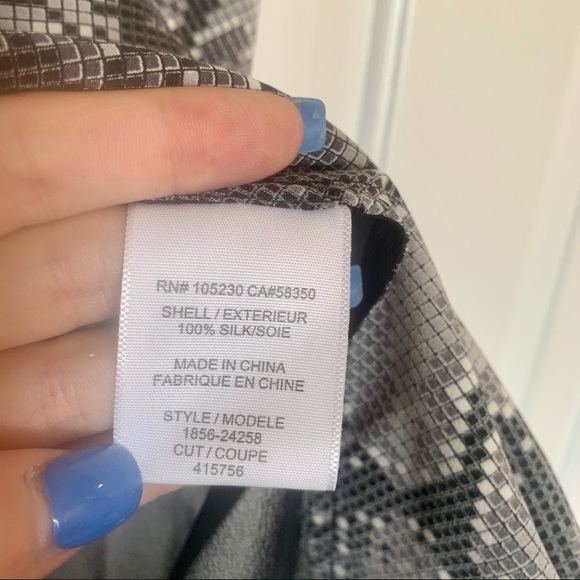 RN# 105230 CA#58350
SHELL / EXTERIEUR
100% SILK/SOIE
MADE IN CHINA
FABRIQUE EN CHINE
STYLE / MODELE
1856-24258
CUT / COUPE
415756